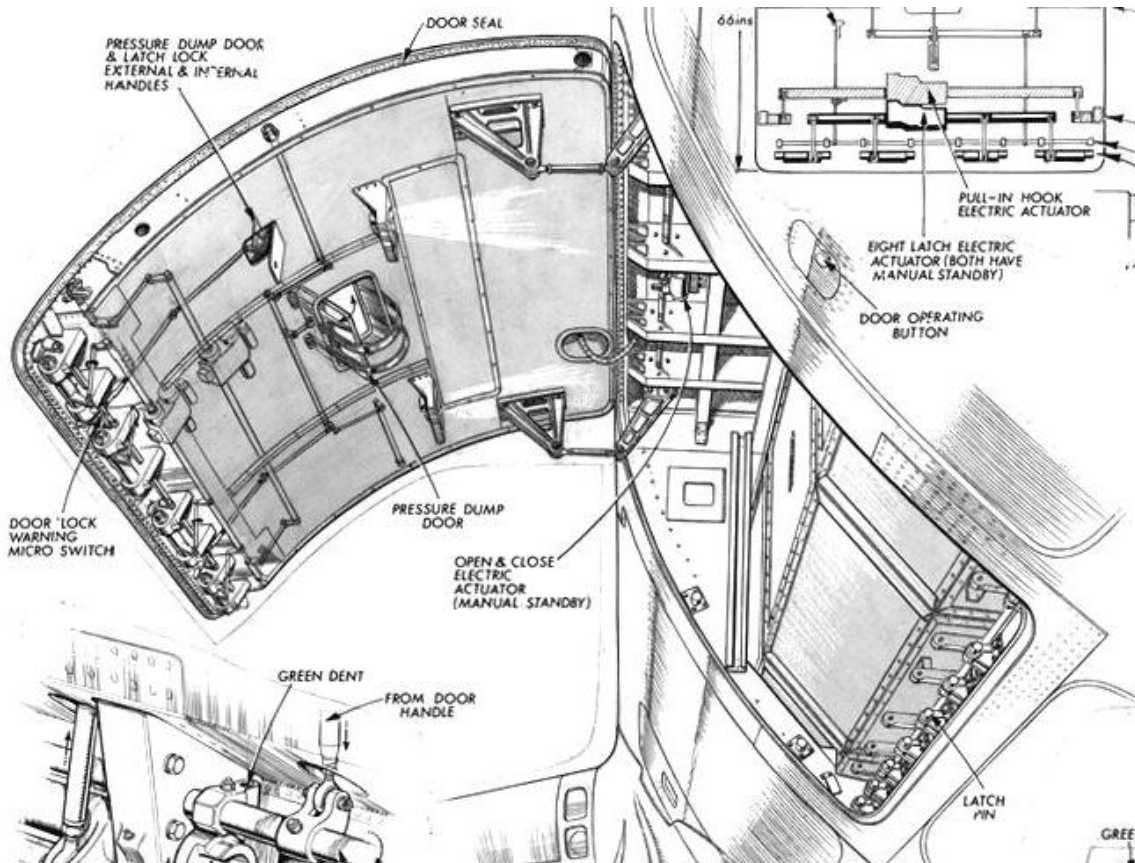 DOOR SEAL
PRESSURE DUMP DOOR
& LATCH LOCK
EXTERNAL & INTERNAL
HANDLES
66ins
PULL-IN HOOK
ELECTRIC ACTUATOR
EIGHT LATCH ELECTRIC
ACTUATOR (BOTH HAVE
MANUAL STANDBY)
DOOR OPERATING
BUTTON
PRESSURE DUMP
DOOR
DOOR LOCK
WARNING
MICRO SWITCH
OPEN & CLOSE
ELECTRIC
ACTUATOR
(MANUAL STANDBY)
GREEN DENT
FROM DOOR
HANDLE
LATCH
PIN
GREE